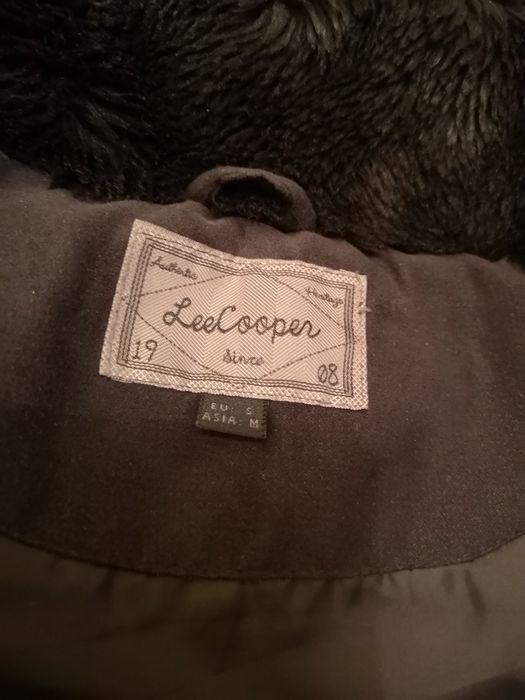 Authentic Heritage
LeeCooper
Since
19 08
EU: S
ASIA: M